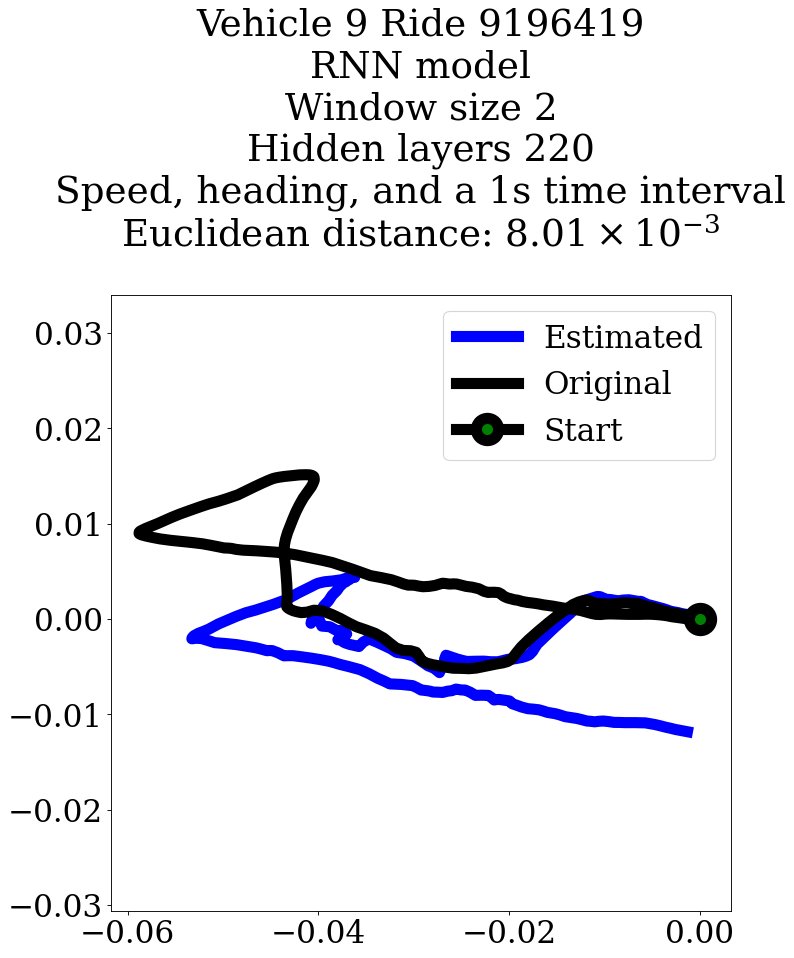 Vehicle 9 Ride 9196419
RNN model
Window size 2
Hidden layers 220
Speed, heading, and a 1s time interval
Euclidean distance: 8.01 × 10⁻³
Estimated
Original
Start
0.03
0.02
0.01
0.00
−0.01
−0.02
−0.03
−0.06
−0.04
−0.02
0.00